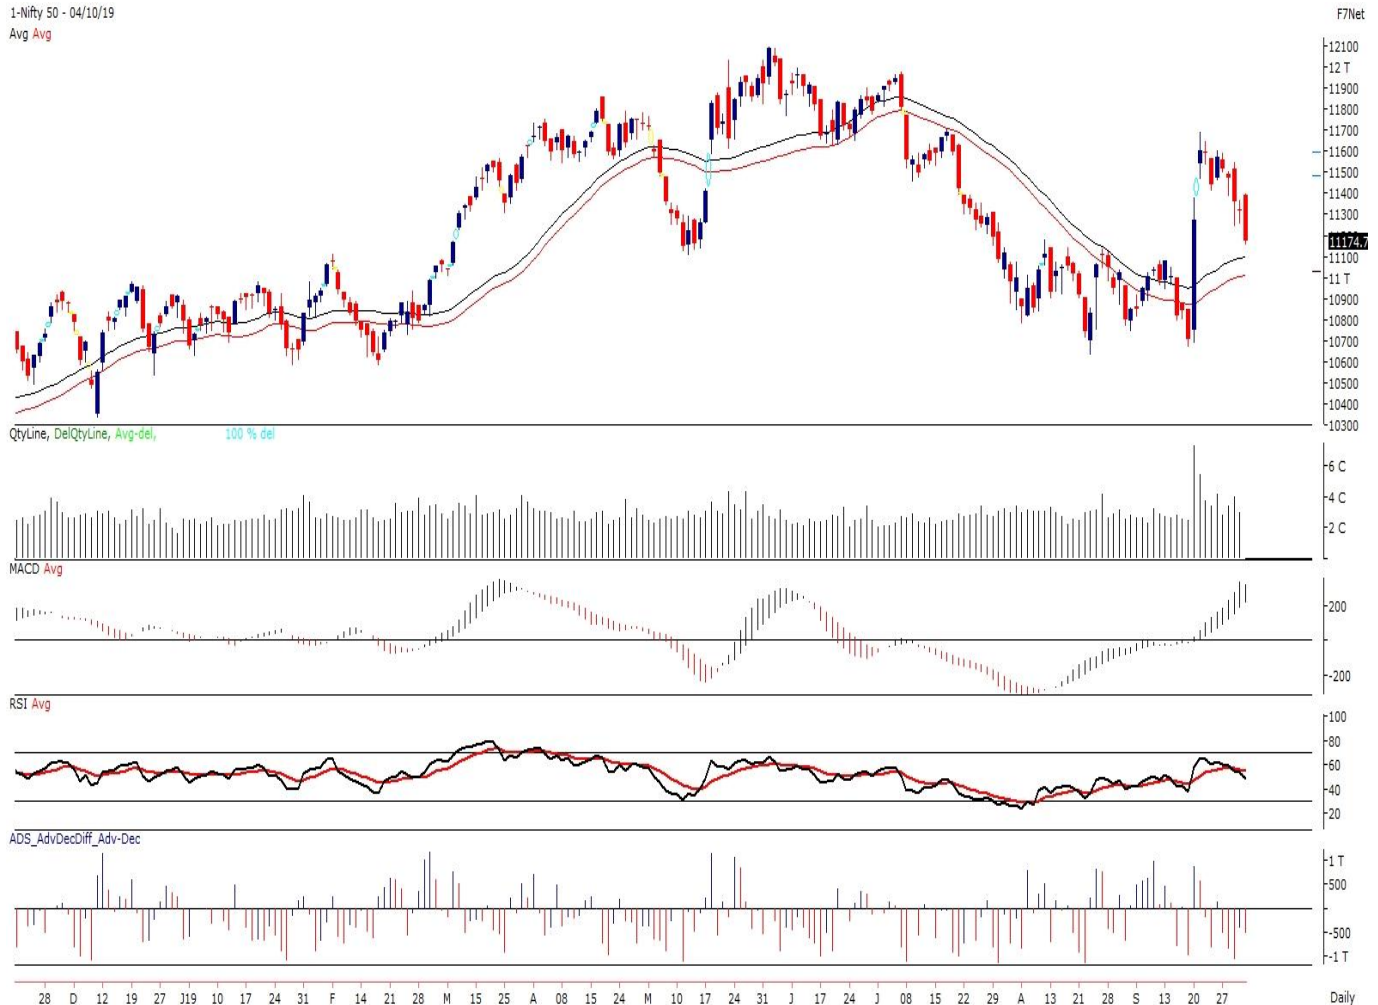 1-Nifty 50 - 04/10/19
F7Net
Avg Avg
12100
12 T
11900
11800
11700
11600
11500
11400
11300
11174.7
11100
11 T
10900
10800
10700
10600
10500
10400
10300
QtyLine, DelQtyLine, Avg-del, 100 % del
6 C
4 C
2 C
MACD Avg
200
-200
RSI Avg
100
80
60
40
20
ADS_AdvDecDiff_Adv-Dec
1 T
500
-500
-1 T
28 D 12 19 27 J19 10 17 24 31 F 14 21 28 M 15 25 A 08 15 24 M 10 17 24 31 J 17 24 J 08 15 22 29 A 13 21 28 S 13 20 27 Daily